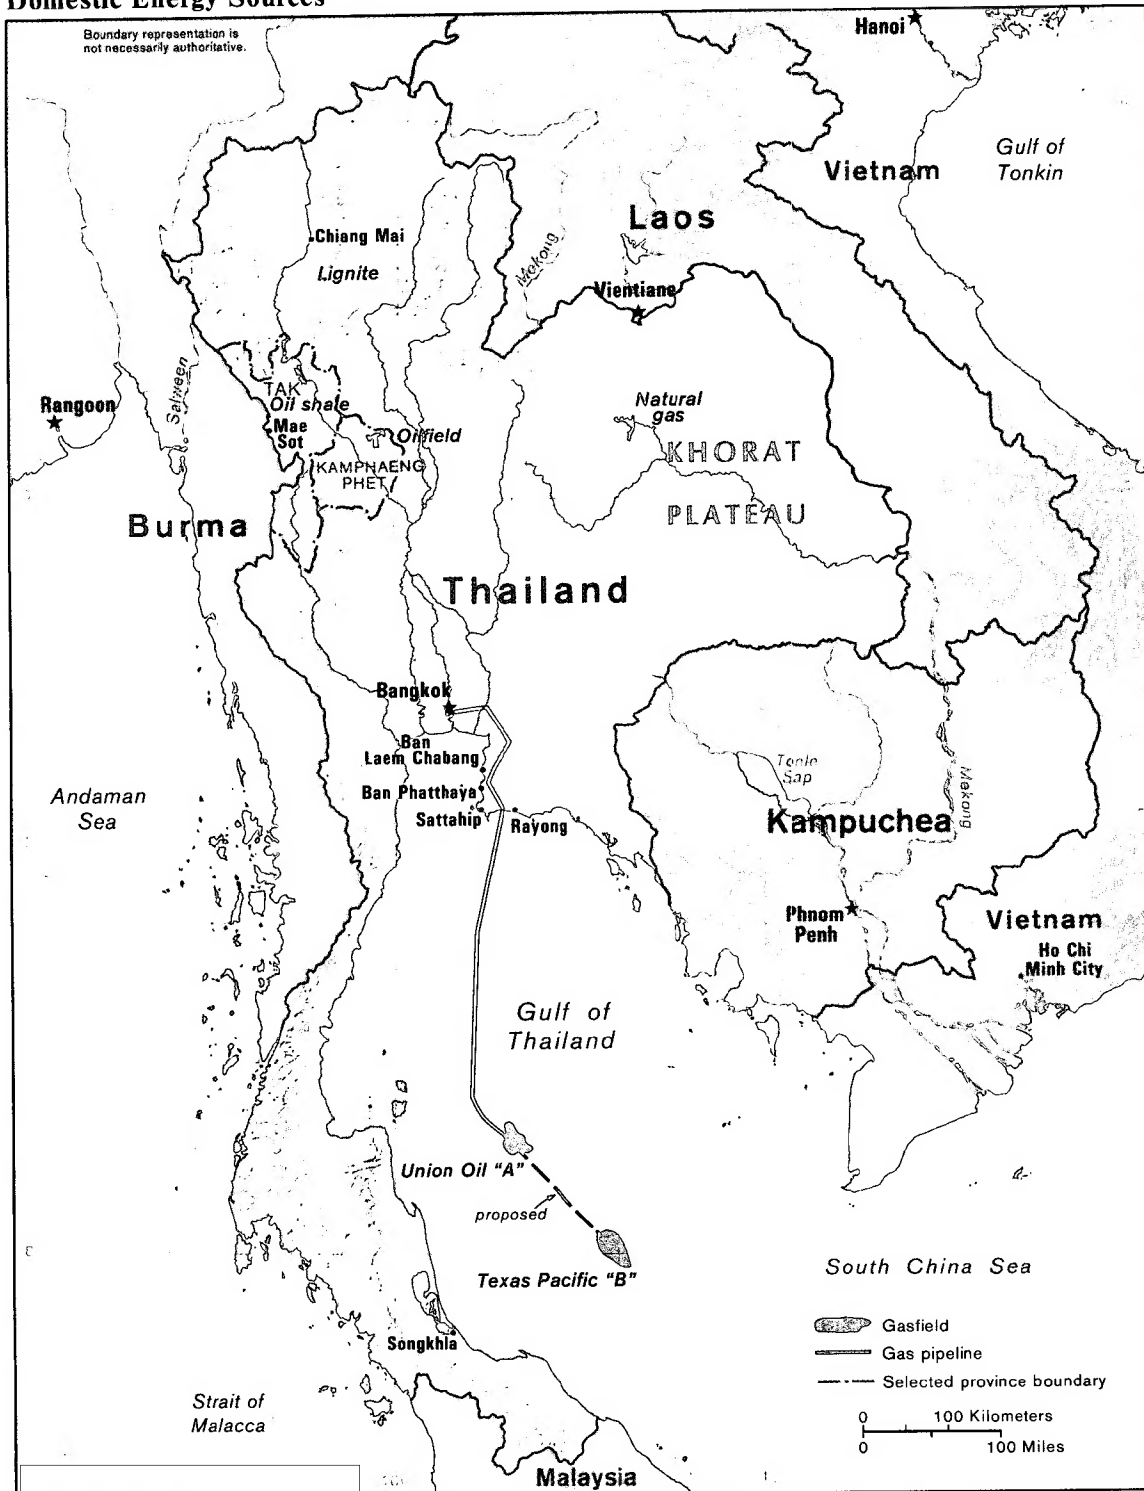 Domestic Energy Sources
Boundary representation is
not necessarily authoritative.
Hanoi
Gulf of
Tonkin
Vietnam
Laos
Chiang Mai
Lignite
Mekong
Vientiane
Salween
Rangoon
TAK
Oil shale
Mae
Sot
Oilfield
KAMPHAENG
PHET
Natural
gas
KHORAT
PLATEAU
Burma
Thailand
Bangkok
Ban
Laem Chabang
Ban Phatthaya
Sattahip
Rayong
Andaman
Sea
Tonle
Sap
Mekong
Kampuchea
Phnom
Penh
Vietnam
Ho Chi
Minh City
Gulf of
Thailand
Union Oil "A"
proposed
Texas Pacific "B"
South China Sea
Songkhla
Strait of
Malacca
Malaysia
Gasfield
Gas pipeline
Selected province boundary
0 100 Kilometers
0 100 Miles